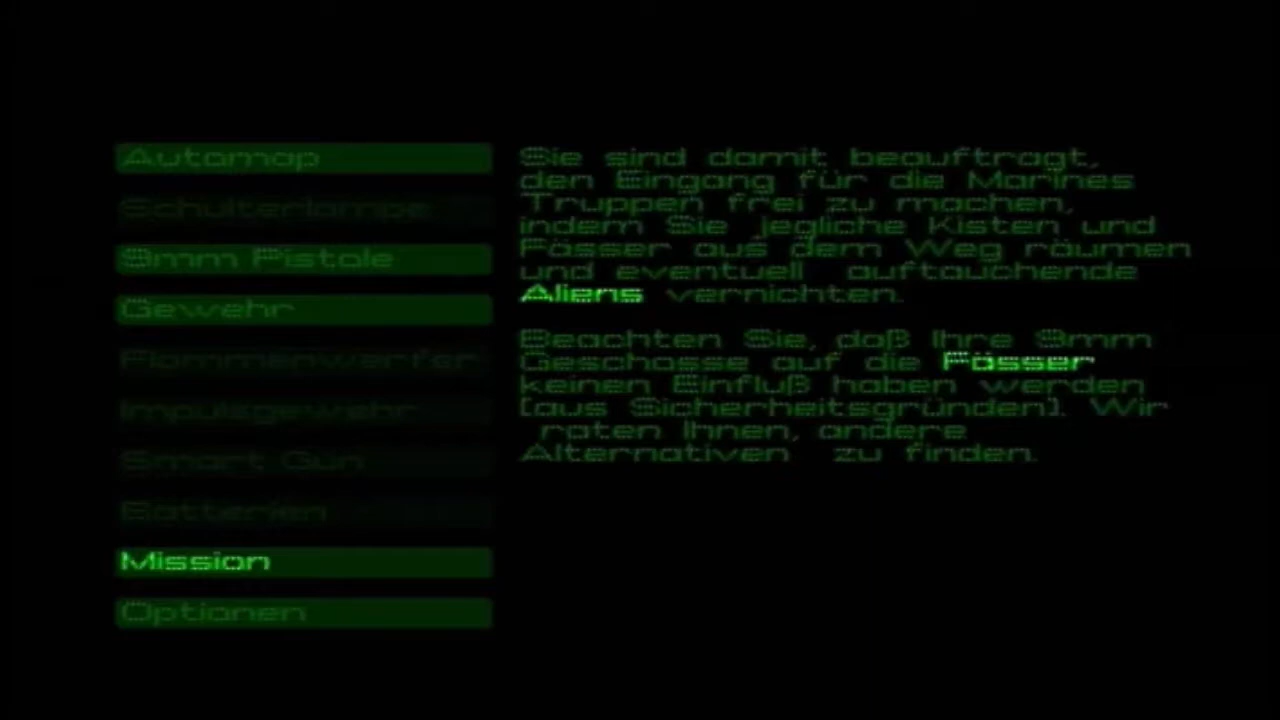 Automap
Schulterlampe
9mm Pistole
Gewehr
Flammenwerfer
Impulsgewehr
Smart Gun
Batterien
Mission
Optionen
Sie sind damit beauftragt,
den Eingang für die Marines
Truppen frei zu machen,
indem Sie jegliche Kisten und
Fässer aus dem Weg räumen
und eventuell auftauchende
Aliens vernichten.
Beachten Sie, daß Ihre 9mm
Geschosse auf die Fässer
keinen Einfluß haben werden
(aus Sicherheitsgründen). Wir
raten Ihnen, andere
Alternativen zu finden.